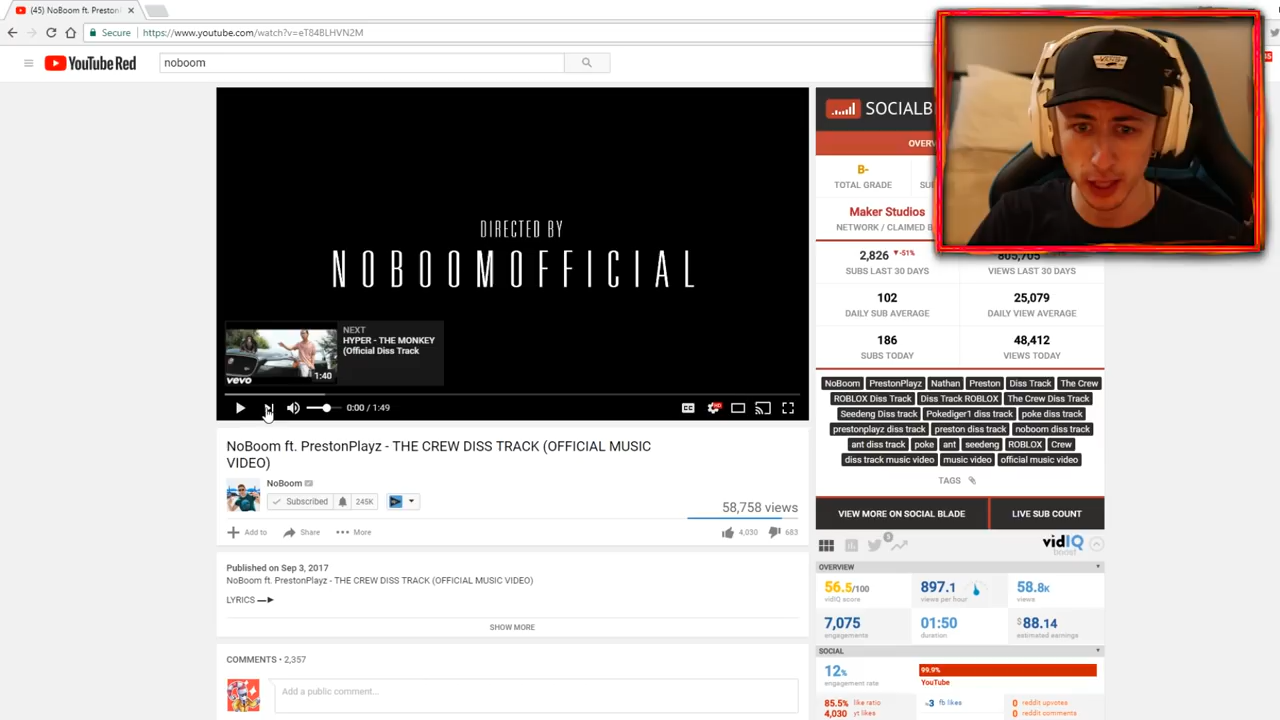 (45) NoBoom ft. Preston
Secure
https://www.youtube.com/watch?v=eT84BLHVN2M
YouTube Red
noboom
DIRECTED BY
NOBOOMOFFICIAL
NEXT
HYPER - THE MONKEY
(Official Diss Track
vevo
1:40
0:00 / 1:49
CC
HD
NoBoom ft. PrestonPlayz - THE CREW DISS TRACK (OFFICIAL MUSIC
VIDEO)
NoBoom
Subscribed
245K
58,758 views
Add to
Share
More
4,030
683
Published on Sep 3, 2017
NoBoom ft. PrestonPlayz - THE CREW DISS TRACK (OFFICIAL MUSIC VIDEO)
LYRICS
SHOW MORE
COMMENTS • 2,357
Add a public comment...
SOCIALB
OVER
B-
TOTAL GRADE
SU
Maker Studios
NETWORK / CLAIMED B
2,826 -51%
SUBS LAST 30 DAYS
805,705
VIEWS LAST 30 DAYS
102
DAILY SUB AVERAGE
25,079
DAILY VIEW AVERAGE
186
SUBS TODAY
48,412
VIEWS TODAY
NoBoom PrestonPlayz Nathan Preston Diss Track The Crew
ROBLOX Diss Track Diss Track ROBLOX The Crew Diss Track
Seedeng Diss track Pokediger1 diss track poke diss track
prestonplayz diss track preston diss track noboom diss track
ant diss track poke ant seedeng ROBLOX Crew
diss track music video music video official music video
TAGS
VIEW MORE ON SOCIAL BLADE
LIVE SUB COUNT
3
vidIQ
boost
OVERVIEW
56.5/100
vidIQ score
897.1
views per hour
58.8K
views
7,075
engagements
01:50
duration
$88.14
estimated earnings
SOCIAL
12%
engagement rate
99.9%
YouTube
85.5% like ratio
4,030 yt likes
~3 fb likes
0 reddit upvotes
0 reddit comments